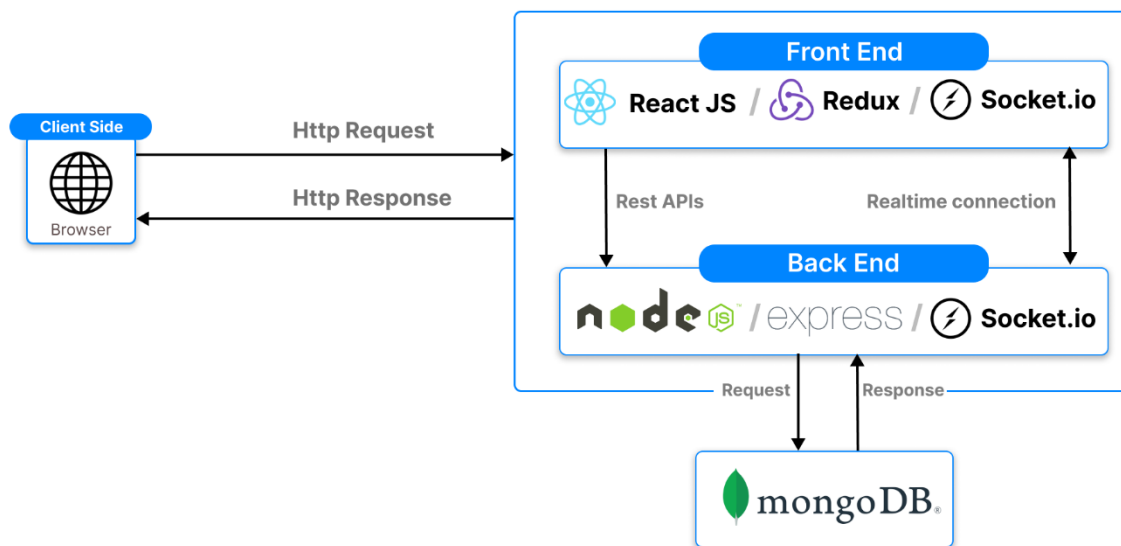 Front End
React JS / Redux / Socket.io
Client Side
Browser
Http Request
Http Response
Rest APIs
Realtime connection
Back End
node JS ™ / express / Socket.io
Request
Response
mongoDB®